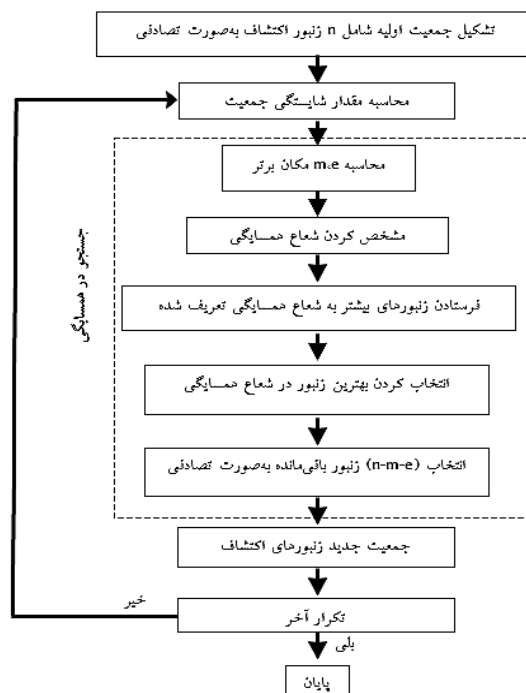 تشکیل جمعیت اولیه شامل n زنبور اکتشاف به‌صورت تصادفی
محاسبه مقدار شایستگی جمعیت
محاسبه m،e مکان برتر
مشخص کردن شعاع همسایگی
فرستادن زنبورهای بیشتر به شعاع همسایگی تعریف شده
انتخاب کردن بهترین زنبور در شعاع همسایگی
انتخاب (n-m-e) زنبور باقی‌مانده به‌صورت تصادفی
جستجو در همسایگی
جمعیت جدید زنبورهای اکتشاف
تکرار آخر
خیر
بلی
پایان